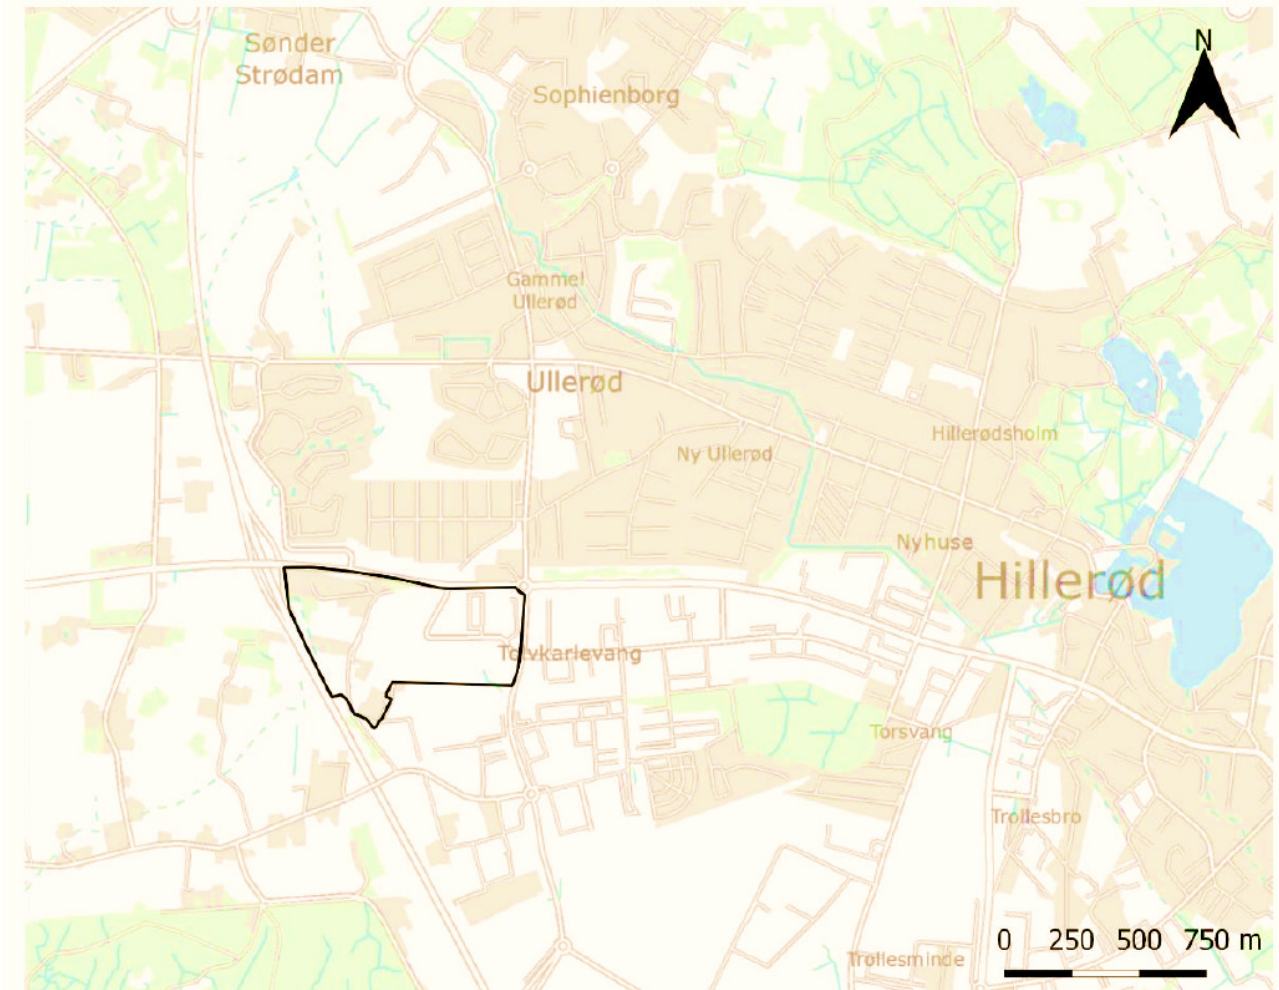 N
Sønder
Strødam
Sophienborg
Gammel
Ullerød
Ullerød
Hillerødsholm
Ny Ullerød
Nyhuse
Hillerød
Torvkarlevang
Torsvang
Trollesbro
0 250 500 750 m
Trollesminde